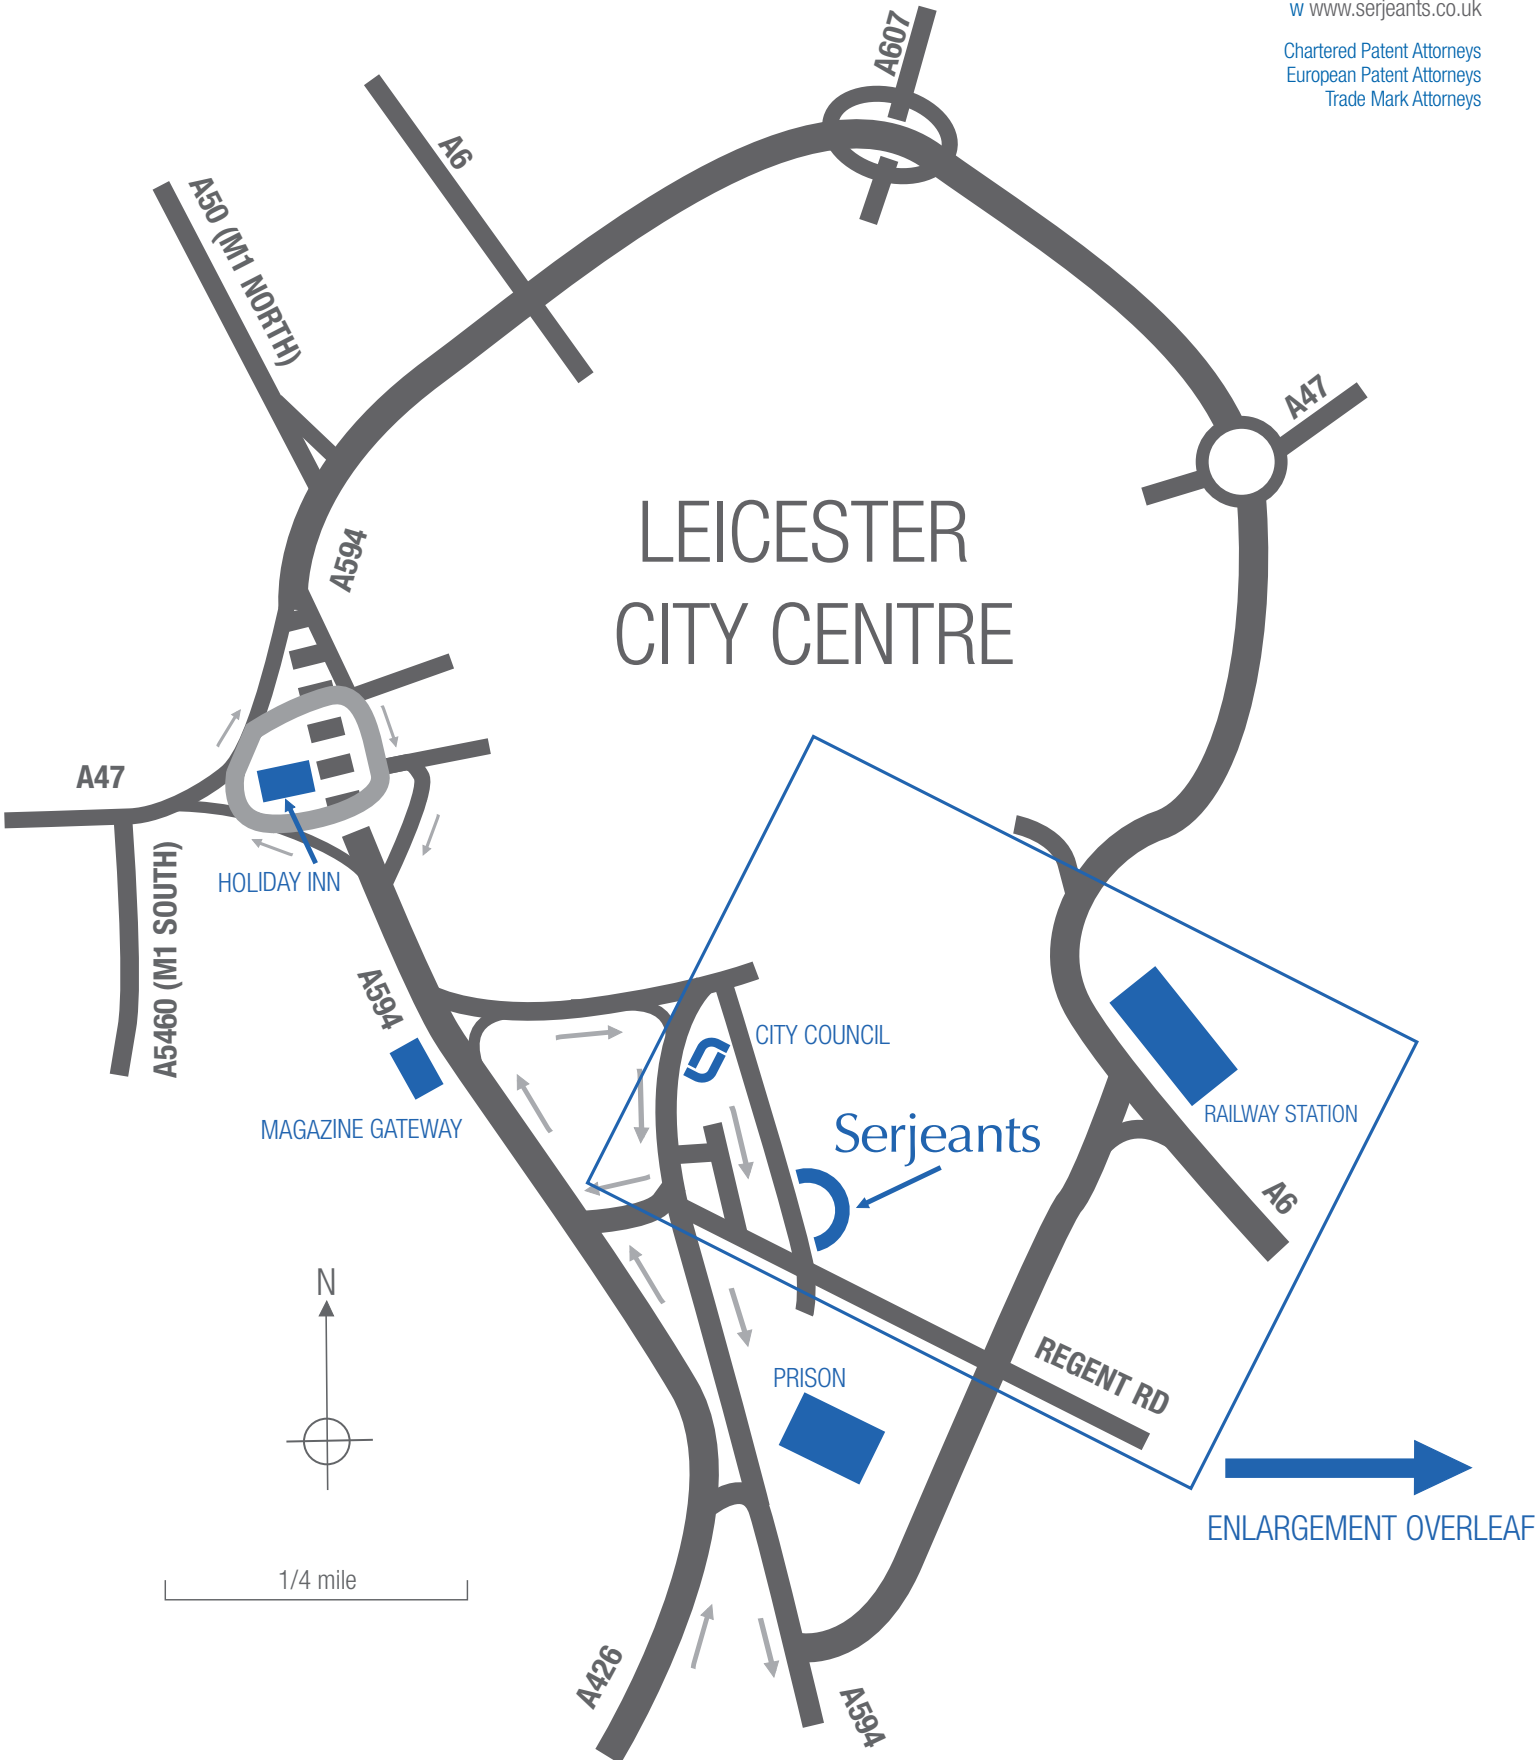 w www.serjeants.co.uk
Chartered Patent Attorneys
European Patent Attorneys
Trade Mark Attorneys
A607
A6
A50 (M1 NORTH)
A47
LEICESTER
CITY CENTRE
A594
A47
HOLIDAY INN
A5460 (M1 SOUTH)
A594
CITY COUNCIL
MAGAZINE GATEWAY
Serjeants
RAILWAY STATION
A6
N
REGENT RD
PRISON
ENLARGEMENT OVERLEAF
1/4 mile
A426
A594